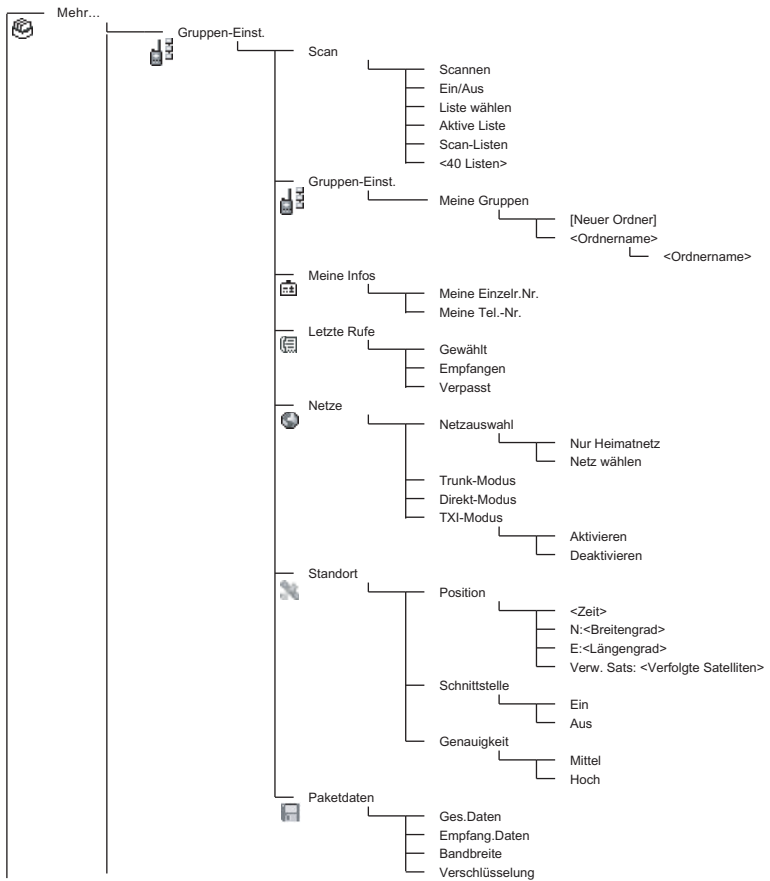 Mehr...
Gruppen-Einst.
Scan
Scannen
Ein/Aus
Liste wählen
Aktive Liste
Scan-Listen
<40 Listen>
Gruppen-Einst.
Meine Gruppen
[Neuer Ordner]
<Ordnername>
<Ordnername>
Meine Infos
Meine Einzelr.Nr.
Meine Tel.-Nr.
Letzte Rufe
Gewählt
Empfangen
Verpasst
Netze
Netzauswahl
Nur Heimatnetz
Netz wählen
Trunk-Modus
Direkt-Modus
TXI-Modus
Aktivieren
Deaktivieren
Standort
Position
<Zeit>
N:<Breitengrad>
E:<Längengrad>
Verw. Sats: <Verfolgte Satelliten>
Schnittstelle
Ein
Aus
Genauigkeit
Mittel
Hoch
Paketdaten
Ges.Daten
Empfang.Daten
Bandbreite
Verschlüsselung